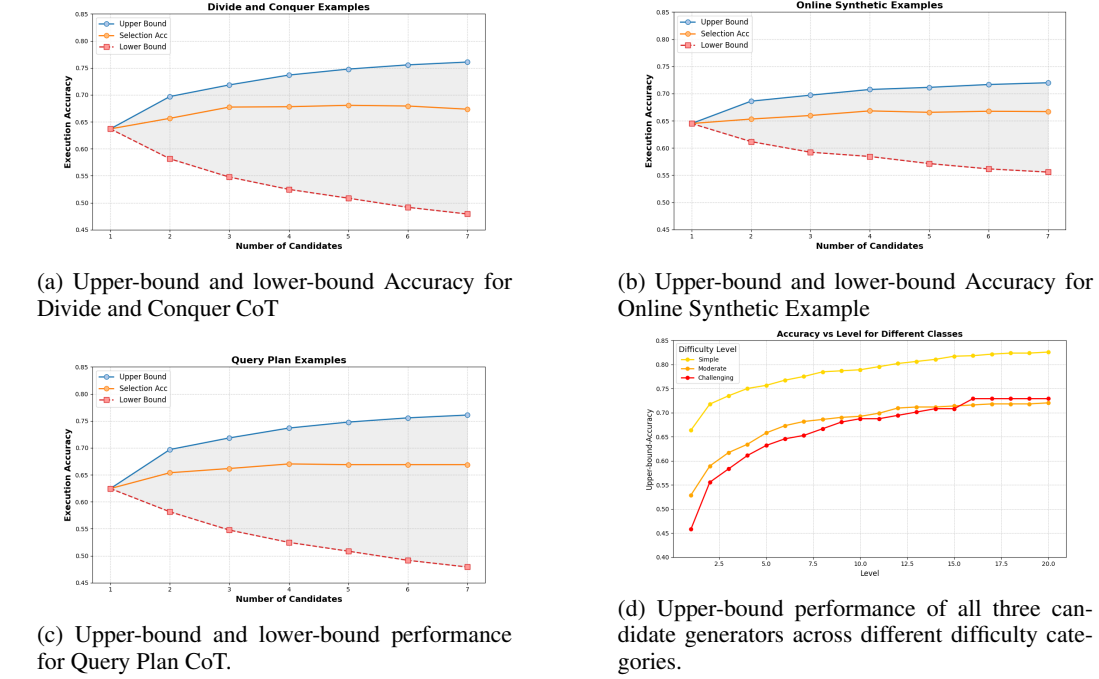 Divide and Conquer Examples
0.85
0.80
0.75
0.70
0.65
0.60
0.55
0.50
0.45
Execution Accuracy
Upper Bound
Selection Acc
Lower Bound
1 2 3 4 5 6 7
Number of Candidates
(a) Upper-bound and lower-bound Accuracy for
Divide and Conquer CoT
Online Synthetic Examples
0.85
0.80
0.75
0.70
0.65
0.60
0.55
0.50
0.45
Execution Accuracy
Upper Bound
Selection Acc
Lower Bound
1 2 3 4 5 6 7
Number of Candidates
(b) Upper-bound and lower-bound Accuracy for
Online Synthetic Example
Query Plan Examples
0.85
0.80
0.75
0.70
0.65
0.60
0.55
0.50
0.45
Execution Accuracy
Upper Bound
Selection Acc
Lower Bound
1 2 3 4 5 6 7
Number of Candidates
(c) Upper-bound and lower-bound performance
for Query Plan CoT.
Accuracy vs Level for Different Classes
0.85
0.80
0.75
0.70
0.65
0.60
0.55
0.50
0.45
0.40
Upper-bound-Accuracy
Difficulty Level
Simple
Moderate
Challenging
2.5 5.0 7.5 10.0 12.5 15.0 17.5 20.0
Level
(d) Upper-bound performance of all three can-
didate generators across different difficulty cate-
gories.